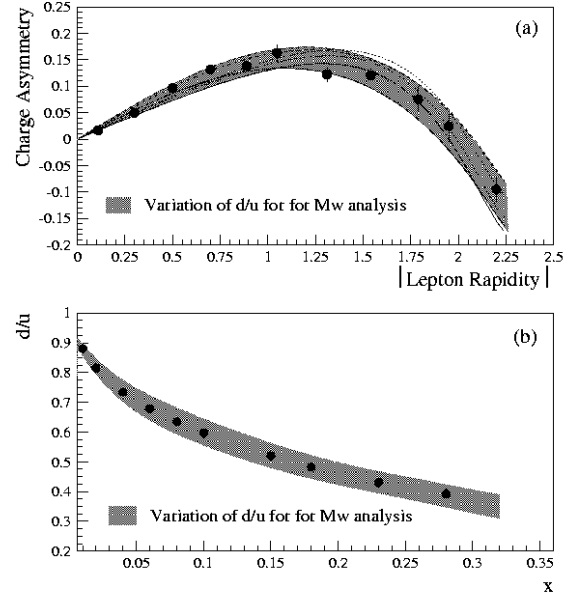 Charge Asymmetry
0.25
0.2
0.15
0.1
0.05
0
-0.05
-0.1
-0.15
-0.2
(a)
Variation of d/u for for Mw analysis
0 0.25 0.5 0.75 1 1.25 1.5 1.75 2 2.25 2.5
|Lepton Rapidity|
d/u
1
0.9
0.8
0.7
0.6
0.5
0.4
0.3
0.2
(b)
Variation of d/u for for Mw analysis
0.05 0.1 0.15 0.2 0.25 0.3 0.35
x